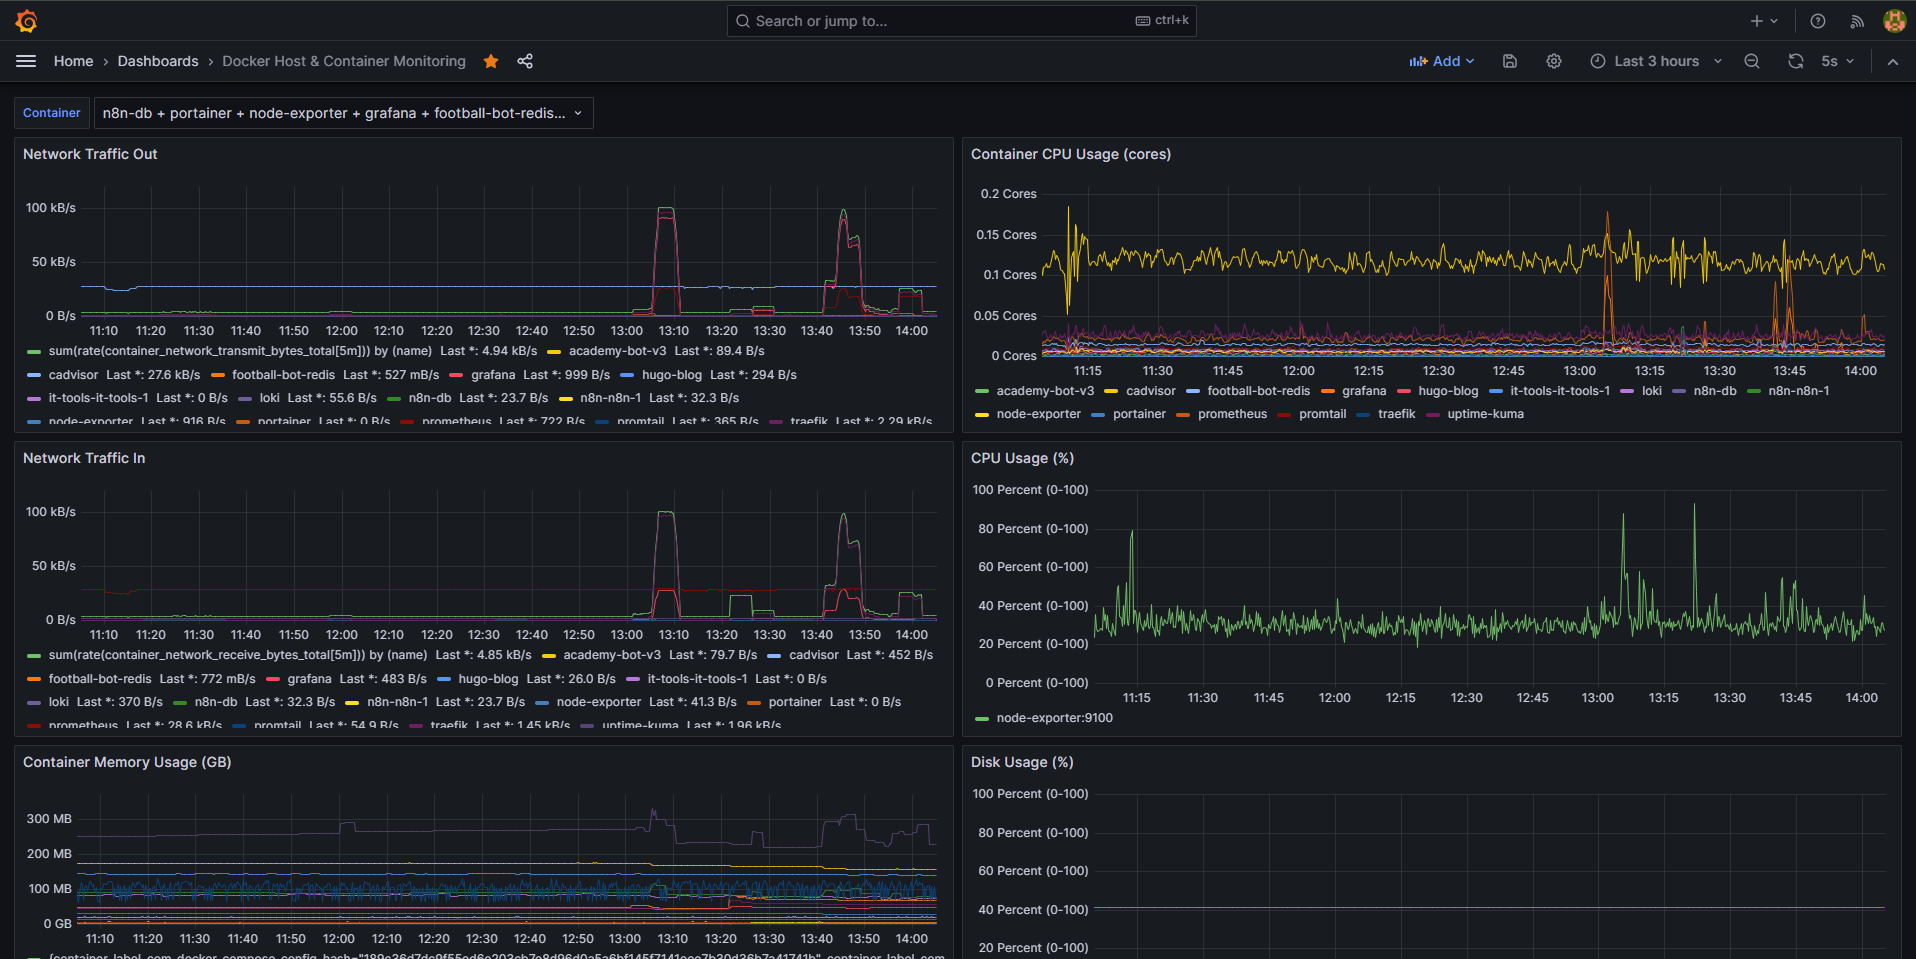 Search or jump to...
ctrl+k
Home › Dashboards › Docker Host & Container Monitoring
Add
Last 3 hours
5s
Container
n8n-db + portainer + node-exporter + grafana + football-bot-redis...
Network Traffic Out
100 kB/s
50 kB/s
0 B/s
11:10 11:20 11:30 11:40 11:50 12:00 12:10 12:20 12:30 12:40 12:50 13:00 13:10 13:20 13:30 13:40 13:50 14:00
sum(rate(container_network_transmit_bytes_total[5m])) by (name) Last *: 4.94 kB/s academy-bot-v3 Last *: 89.4 B/s
cadvisor Last *: 27.6 kB/s football-bot-redis Last *: 527 mB/s grafana Last *: 999 B/s hugo-blog Last *: 294 B/s
it-tools-it-tools-1 Last *: 0 B/s loki Last *: 55.6 B/s n8n-db Last *: 23.7 B/s n8n-n8n-1 Last *: 32.3 B/s
node-exporter Last *: 916 B/s portainer Last *: 0 B/s prometheus Last *: 722 B/s promtail Last *: 365 B/s traefik Last *: 2.29 kB/s
Container CPU Usage (cores)
0.2 Cores
0.15 Cores
0.1 Cores
0.05 Cores
0 Cores
11:15 11:30 11:45 12:00 12:15 12:30 12:45 13:00 13:15 13:30 13:45 14:00
academy-bot-v3 cadvisor football-bot-redis grafana hugo-blog it-tools-it-tools-1 loki n8n-db n8n-n8n-1
node-exporter portainer prometheus promtail traefik uptime-kuma
Network Traffic In
100 kB/s
50 kB/s
0 B/s
11:10 11:20 11:30 11:40 11:50 12:00 12:10 12:20 12:30 12:40 12:50 13:00 13:10 13:20 13:30 13:40 13:50 14:00
sum(rate(container_network_receive_bytes_total[5m])) by (name) Last *: 4.85 kB/s academy-bot-v3 Last *: 79.7 B/s cadvisor Last *: 452 B/s
football-bot-redis Last *: 772 mB/s grafana Last *: 483 B/s hugo-blog Last *: 26.0 B/s it-tools-it-tools-1 Last *: 0 B/s
loki Last *: 370 B/s n8n-db Last *: 32.3 B/s n8n-n8n-1 Last *: 23.7 B/s node-exporter Last *: 41.3 B/s portainer Last *: 0 B/s
prometheus Last *: 28.6 kB/s promtail Last *: 54.9 B/s traefik Last *: 1.45 kB/s uptime-kuma Last *: 1.96 kB/s
CPU Usage (%)
100 Percent (0-100)
80 Percent (0-100)
60 Percent (0-100)
40 Percent (0-100)
20 Percent (0-100)
0 Percent (0-100)
11:15 11:30 11:45 12:00 12:15 12:30 12:45 13:00 13:15 13:30 13:45 14:00
node-exporter:9100
Container Memory Usage (GB)
300 MB
200 MB
100 MB
0 GB
11:10 11:20 11:30 11:40 11:50 12:00 12:10 12:20 12:30 12:40 12:50 13:00 13:10 13:20 13:30 13:40 13:50 14:00
Disk Usage (%)
100 Percent (0-100)
80 Percent (0-100)
60 Percent (0-100)
40 Percent (0-100)
20 Percent (0-100)